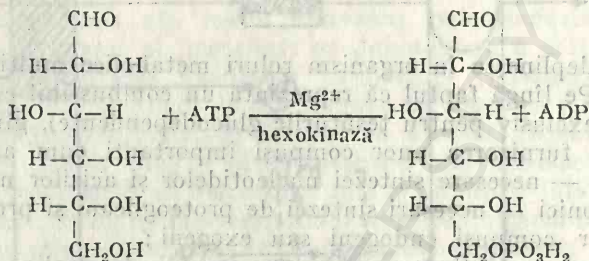 CHO CHO
H—C—OH H—C—OH
HO—C—H + ATP Mg²⁺ hexokinază HO—C—H + ADP
H—C—OH H—C—OH
H—C—OH H—C—OH
CH₂OH CH₂OPO₃H₂